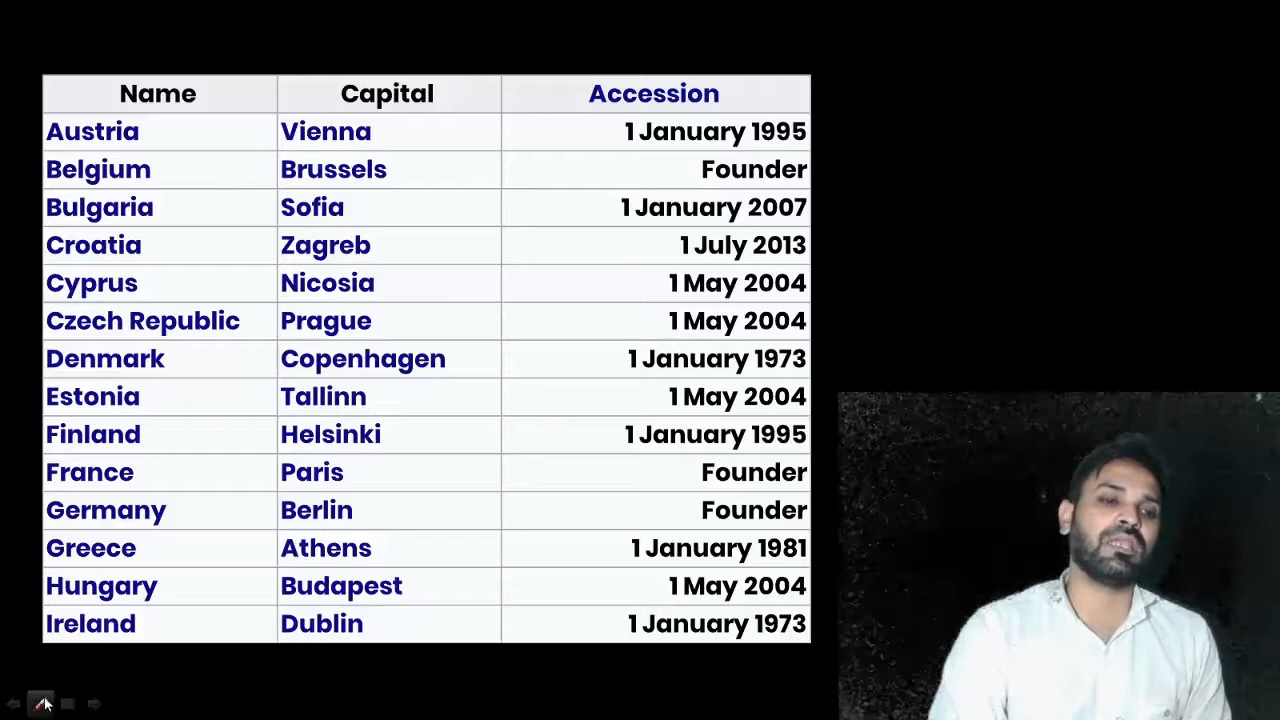 Name Capital Accession
Austria Vienna 1 January 1995
Belgium Brussels Founder
Bulgaria Sofia 1 January 2007
Croatia Zagreb 1 July 2013
Cyprus Nicosia 1 May 2004
Czech Republic Prague 1 May 2004
Denmark Copenhagen 1 January 1973
Estonia Tallinn 1 May 2004
Finland Helsinki 1 January 1995
France Paris Founder
Germany Berlin Founder
Greece Athens 1 January 1981
Hungary Budapest 1 May 2004
Ireland Dublin 1 January 1973